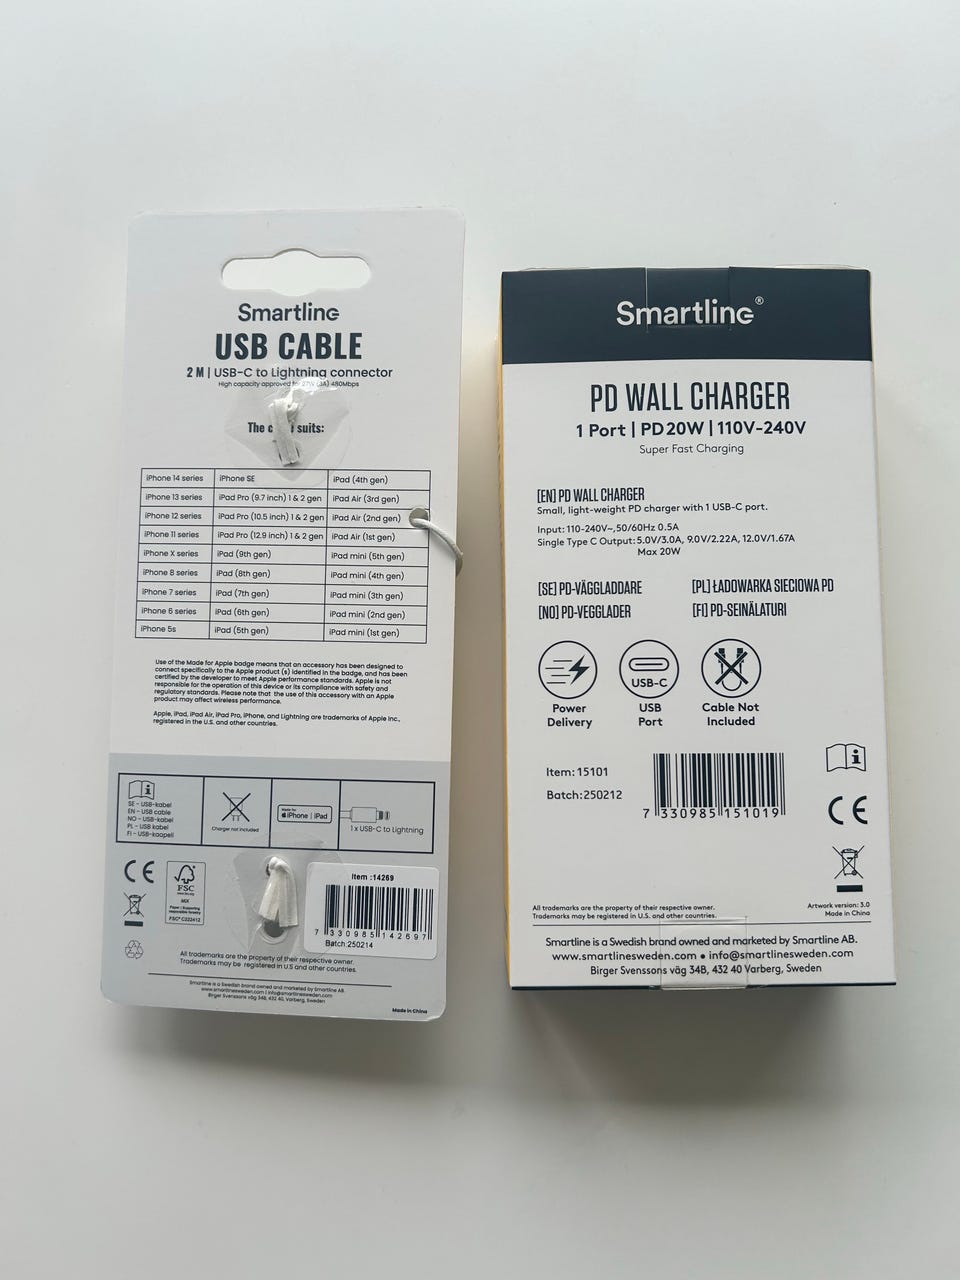 Smartline
USB CABLE
2 M | USB-C to Lightning connector
High capacity approved for 27W (3A) 480Mbps
The suits:
iPhone 14 series iPhone SE iPad (4th gen)
iPhone 13 series iPad Pro (9.7 inch) 1 & 2 gen iPad Air (3rd gen)
iPhone 12 series iPad Pro (10.5 inch) 1 & 2 gen iPad Air (2nd gen)
iPhone 11 series iPad Pro (12.9 inch) 1 & 2 gen iPad Air (1st gen)
iPhone X series iPad (9th gen) iPad mini (5th gen)
iPhone 8 series iPad (8th gen) iPad mini (4th gen)
iPhone 7 series iPad (7th gen) iPad mini (3th gen)
iPhone 6 series iPad (6th gen) iPad mini (2nd gen)
iPhone 5s iPad (5th gen) iPad mini (1st gen)
Use of the Made for Apple badge means that an accessory has been designed to
connect specifically to the Apple product (s) identified in the badge, and has been
certified by the developer to meet Apple performance standards. Apple is not
responsible for the operation of this device or its compliance with safety and
regulatory standards. Please note that the use of this accessory with an Apple
product may affect wireless performance.
Apple, iPad, iPad Air, iPad Pro, iPhone, and Lightning are trademarks of Apple Inc.,
registered in the U.S. and other countries.
SE - USB-kabel
EN - USB cable
NO - USB-kabel
PL - USB kabel
FI - USB-kaapeli
Charger not included
Made for
iPhone | iPad
1 x USB-C to Lightning
CE
FSC
MIX
Paper | Supporting
responsible forestry
FSC® C222412
Item :14269
7 330985 142697
Batch:250214
All trademarks are the property of their respective owner.
Trademarks may be registered in U.S and other countries.
Smartline is a Swedish brand owned and marketed by Smartline AB.
www.smartlinesweden.com | info@smartlinesweden.com
Birger Svenssons väg 34B, 432 40, Varberg, Sweden
Made in China
Smartline®
PD WALL CHARGER
1 Port | PD20W | 110V-240V
Super Fast Charging
[EN] PD WALL CHARGER
Small, light-weight PD charger with 1 USB-C port.
Input: 110-240V~,50/60Hz 0.5A
Single Type C Output: 5.0V/3.0A, 9.0V/2.22A, 12.0V/1.67A
Max 20W
[SE] PD-VÄGGLADDARE [PL] ŁADOWARKA SIECIOWA PD
[NO] PD-VEGGLADER [FI] PD-SEINÄLATURI
USB-C
Power
Delivery
USB
Port
Cable Not
Included
Item: 15101
Batch: 250212
7 330985 151019
CE
All trademarks are the property of their respective owner.
Trademarks may be registered in U.S. and other countries.
Artwork version: 3.0
Made in China
Smartline is a Swedish brand owned and marketed by Smartline AB.
www.smartlinesweden.com • info@smartlinesweden.com
Birger Svenssons väg 34B, 432 40 Varberg, Sweden